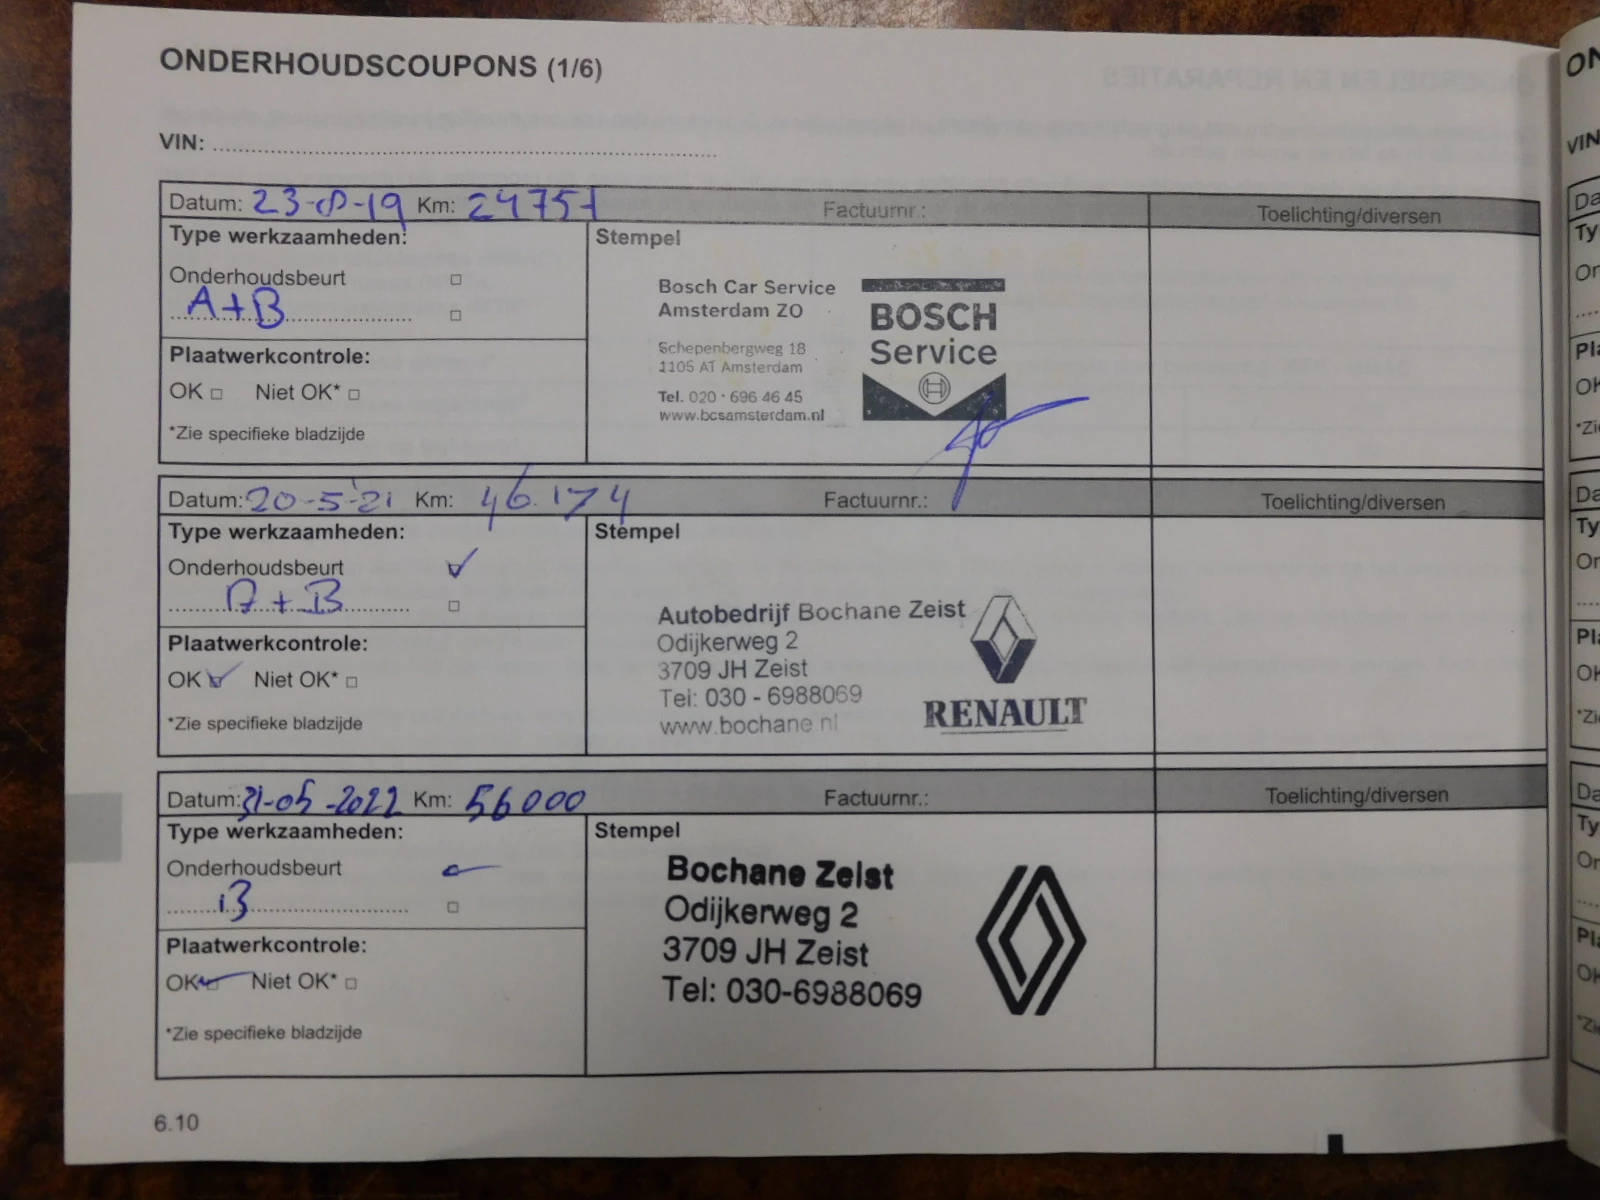 ONDERHOUDSCOUPONS (1/6)
VIN:
Datum: 23-8-19 Km: 24757 Factuurnr.: Toelichting/diversen
Type werkzaamheden: Stempel
Onderhoudsbeurt
A+B
Plaatwerkcontrole:
OK Niet OK*
*Zie specifieke bladzijde
Bosch Car Service
Amsterdam ZO
Schepenbergweg 18
1105 AT Amsterdam
Tel. 020 · 696 46 45
www.bcsamsterdam.nl
BOSCH
Service
Datum: 20-5-'21 Km: 46.174 Factuurnr.: Toelichting/diversen
Type werkzaamheden: Stempel
Onderhoudsbeurt
A + B
Plaatwerkcontrole:
OK Niet OK*
*Zie specifieke bladzijde
Autobedrijf Bochane Zeist
Odijkerweg 2
3709 JH Zeist
Tel: 030 - 6988069
www.bochane.nl
RENAULT
Datum: 31-05-2022 Km: 56000 Factuurnr.: Toelichting/diversen
Type werkzaamheden: Stempel
Onderhoudsbeurt
B
Plaatwerkcontrole:
OK Niet OK*
*Zie specifieke bladzijde
Bochane Zeist
Odijkerweg 2
3709 JH Zeist
Tel: 030-6988069
6.10